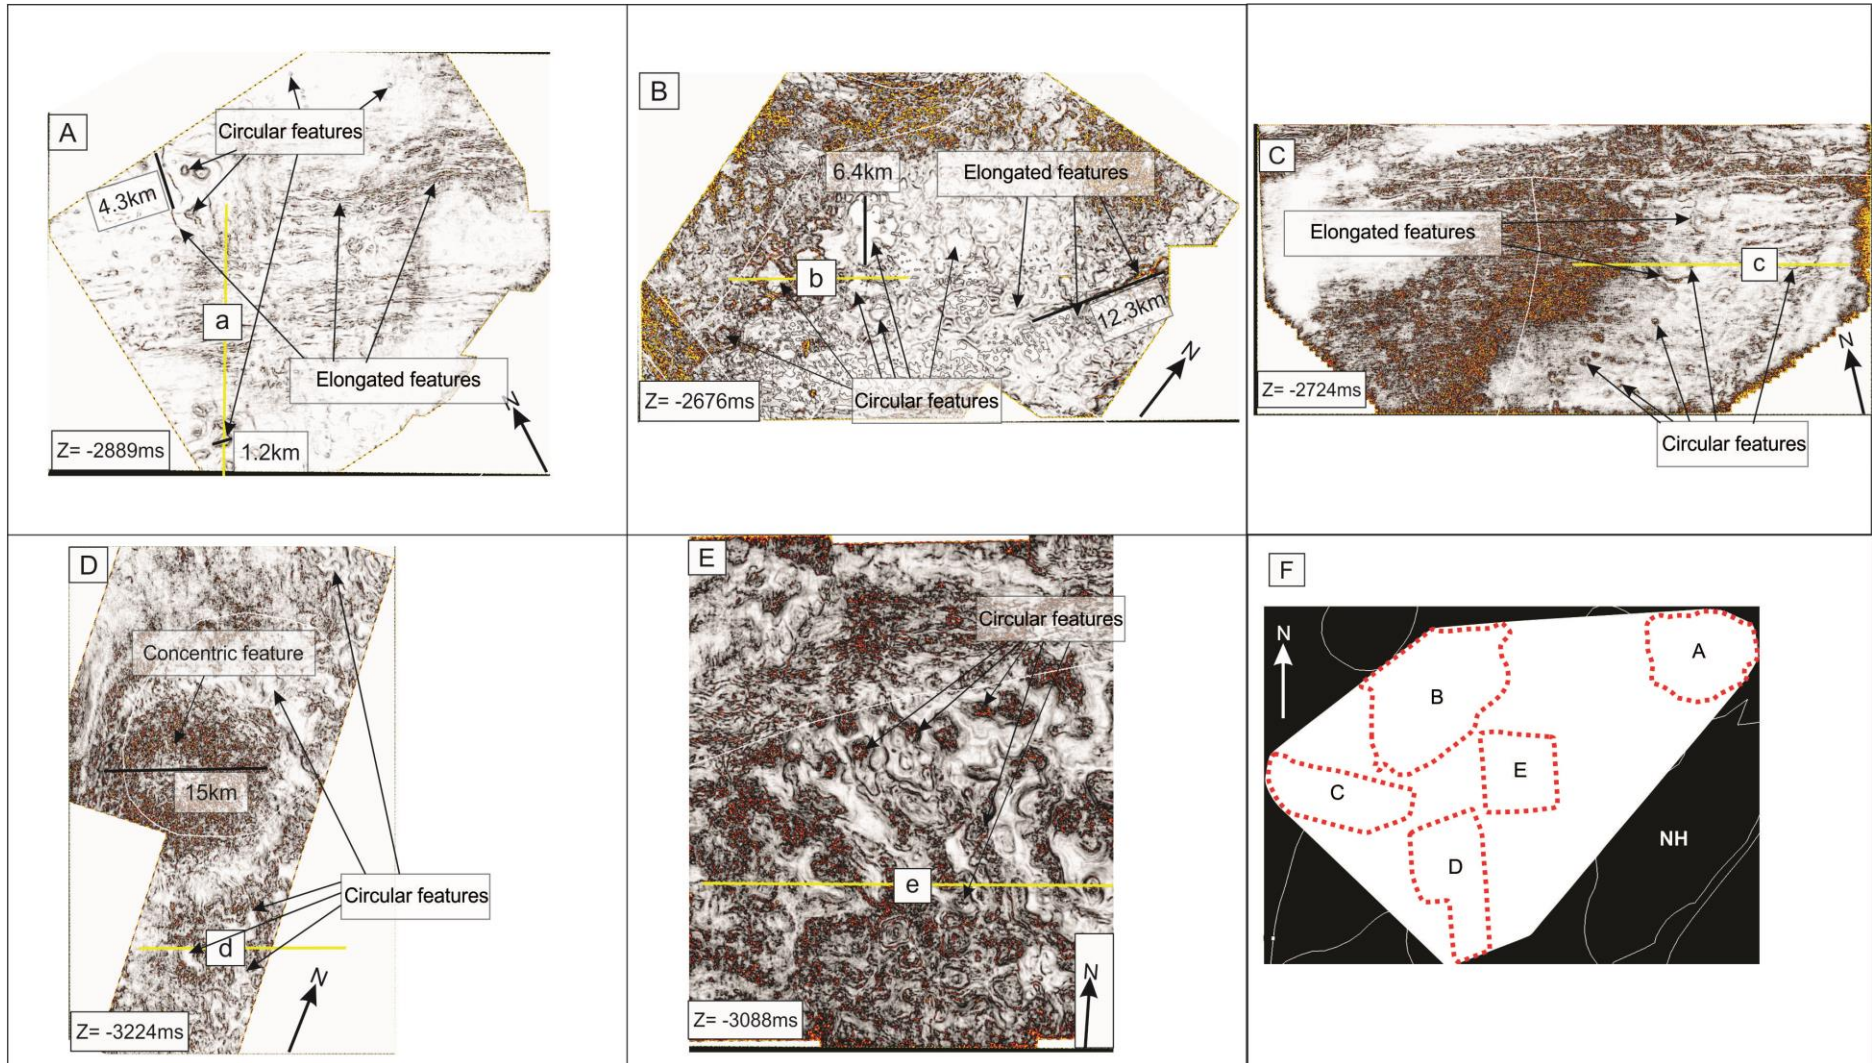 A
Circular features
4.3km
a
Elongated features
N
Z= -2889ms
1.2km
B
6.4km
Elongated features
b
12.3km
N
Z= -2676ms
Circular features
C
Elongated features
c
N
Z= -2724ms
Circular features
D
Concentric feature
15km
Circular features
d
N
Z= -3224ms
E
Circular features
e
N
Z= -3088ms
F
N
A
B
E
C
D
NH